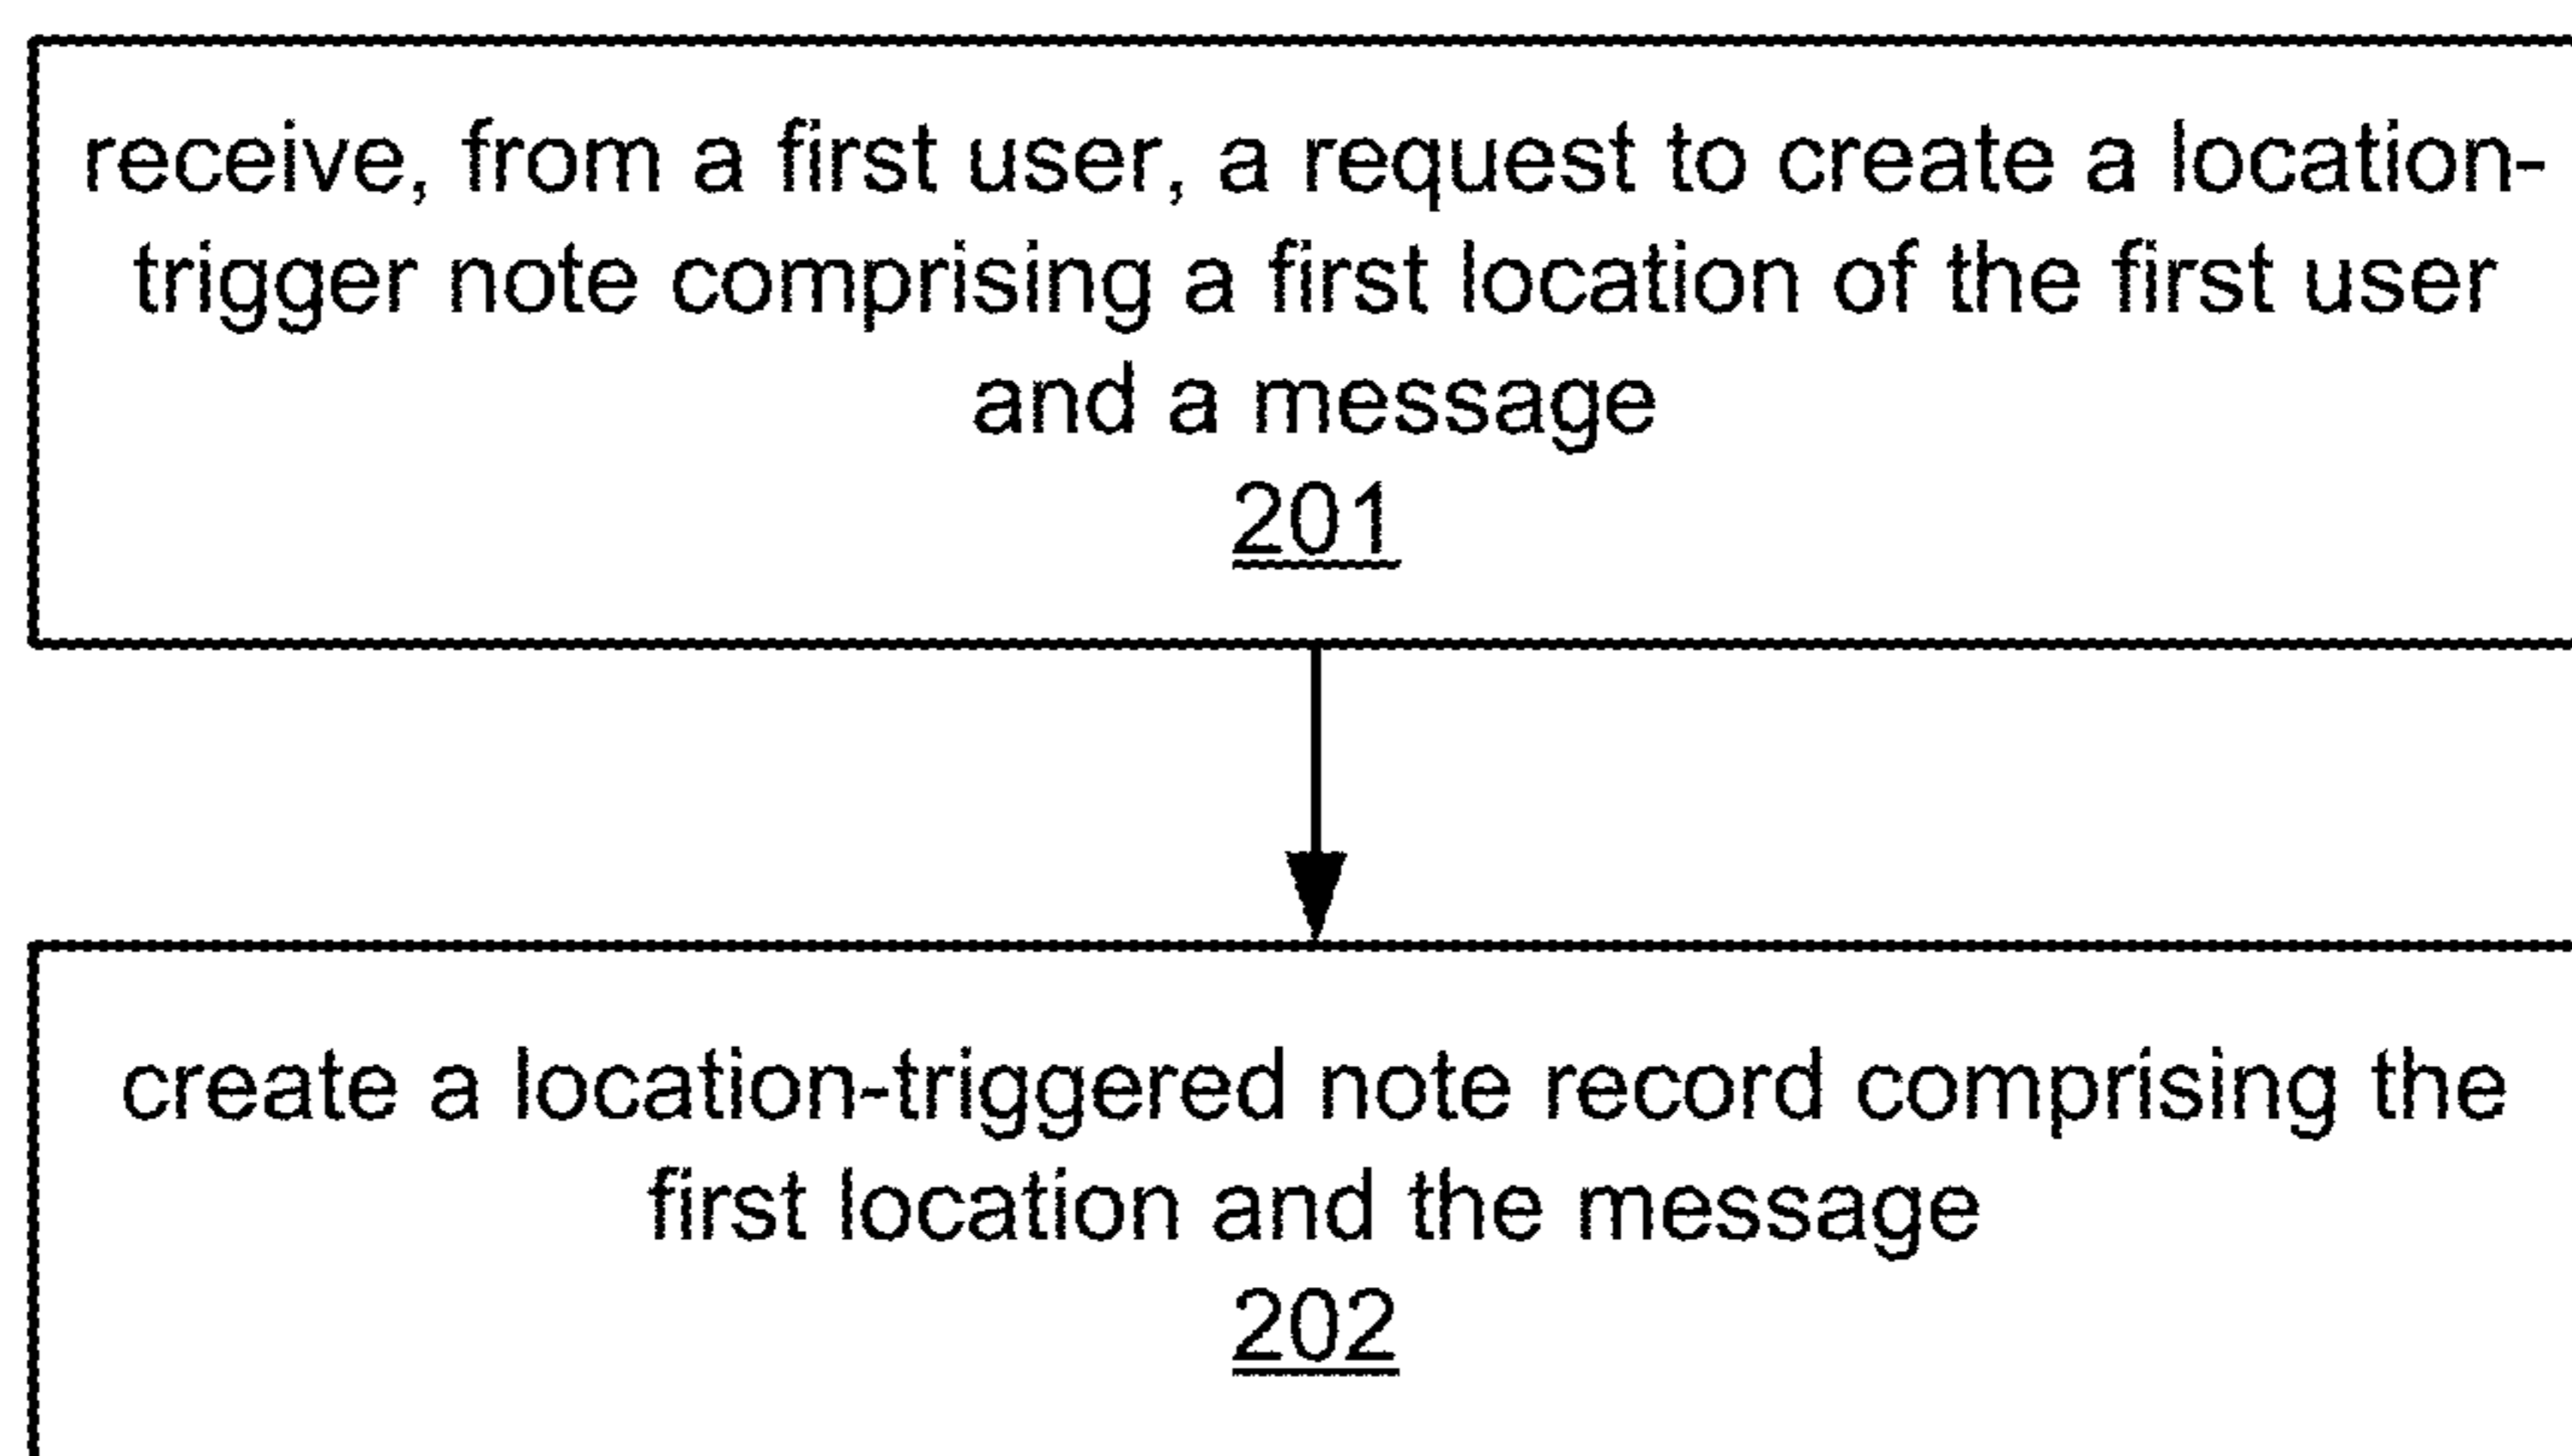 receive, from a first user, a request to create a location-
trigger note comprising a first location of the first user
and a message
201
create a location-triggered note record comprising the
first location and the message
202